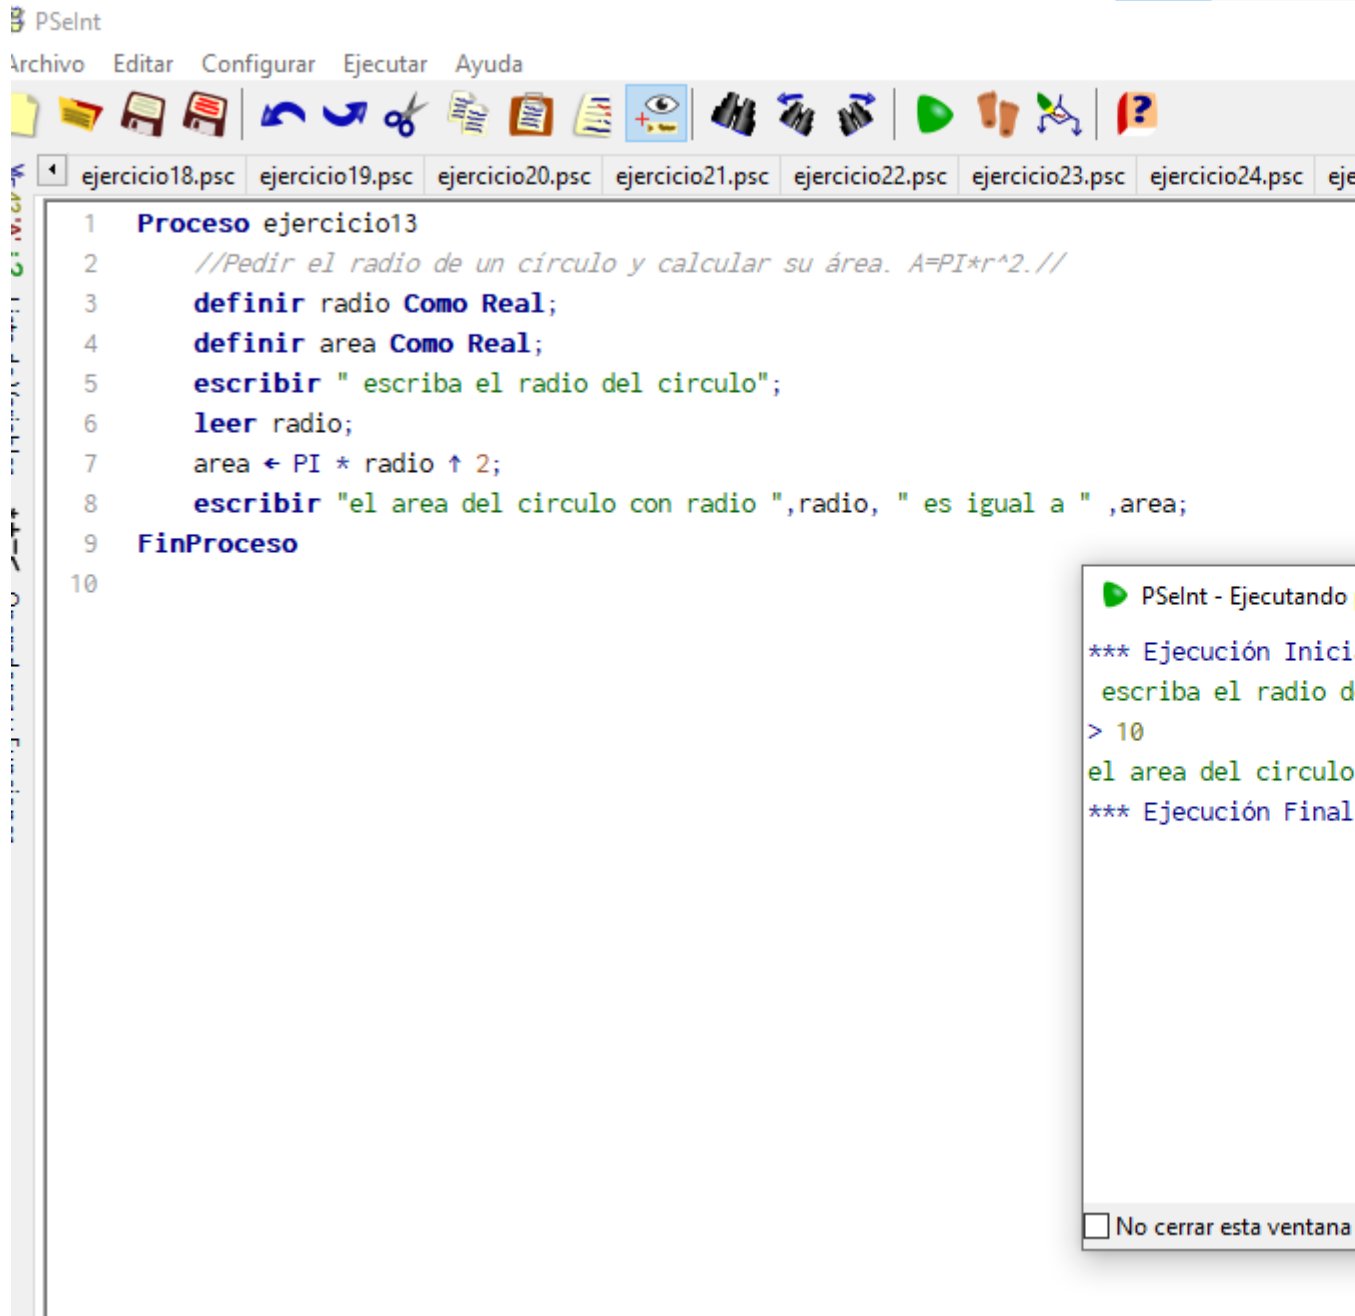 PSeInt
Archivo Editar Configurar Ejecutar Ayuda
ejercicio18.psc ejercicio19.psc ejercicio20.psc ejercicio21.psc ejercicio22.psc ejercicio23.psc ejercicio24.psc eje
1 Proceso ejercicio13
2 //Pedir el radio de un círculo y calcular su área. A=PI*r^2.//
3 definir radio Como Real;
4 definir area Como Real;
5 escribir " escriba el radio del circulo";
6 leer radio;
7 area ← PI * radio ↑ 2;
8 escribir "el area del circulo con radio ",radio, " es igual a " ,area;
9 FinProceso
10
PSeInt - Ejecutando
*** Ejecución Inici
escriba el radio d
> 10
el area del circulo
*** Ejecución Final
No cerrar esta ventana